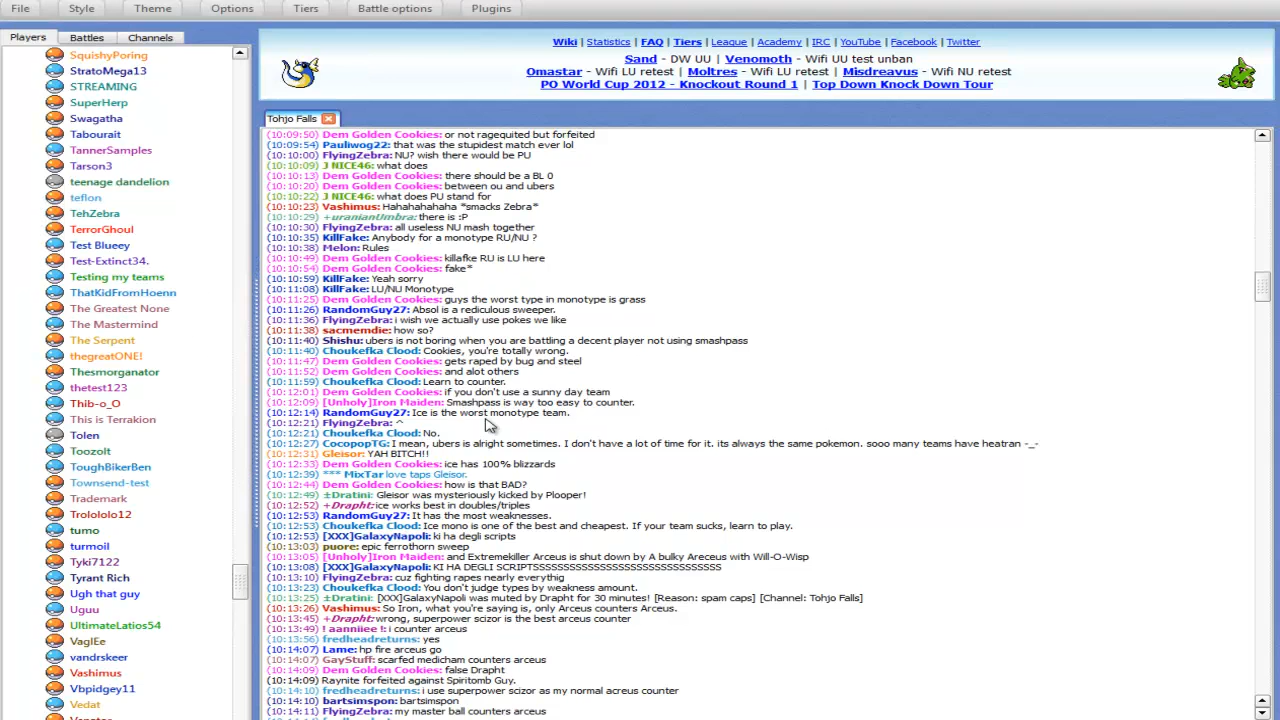 File Style Theme Options Tiers Battle options Plugins
Players Battles Channels
SquishyPoring
StratoMega13
STREAMING
SuperHerp
Swagatha
Tabourait
TannerSamples
Tarson3
teenage dandelion
teflon
TehZebra
TerrorGhoul
Test Blueey
Test-Extinct34.
Testing my teams
ThatKidFromHoenn
The Greatest None
The Mastermind
The Serpent
thegreatONE!
Thesmorganator
thetest123
Thib-o_O
This is Terrakion
Tolen
Toozolt
ToughBikerBen
Townsend-test
Trademark
Trolololo12
tumo
turmoil
Tyki7122
Tyrant Rich
Ugh that guy
Uguu
UltimateLatios54
VaglEe
vandrskeer
Vashimus
Vbpidgey11
Vedat
Wiki | Statistics | FAQ | Tiers | League | Academy | IRC | YouTube | Facebook | Twitter
Sand - DW UU | Venomoth - Wifi UU test unban
Omastar - Wifi LU retest | Moltres - Wifi LU retest | Misdreavus - Wifi NU retest
PO World Cup 2012 - Knockout Round 1 | Top Down Knock Down Tour
Tohjo Falls
(10:09:50) Dem Golden Cookies: or not ragequited but forfeited
(10:09:54) Pauliwog22: that was the stupidest match ever lol
(10:10:00) FlyingZebra: NU? wish there would be PU
(10:10:09) J NICE46: what does
(10:10:13) Dem Golden Cookies: there should be a BL 0
(10:10:20) Dem Golden Cookies: between ou and ubers
(10:10:22) J NICE46: what does PU stand for
(10:10:23) Vashimus: Hahahahahaha *smacks Zebra*
(10:10:29) +uranianUmbra: there is :P
(10:10:30) FlyingZebra: all useless NU mash together
(10:10:35) KillFake: Anybody for a monotype RU/NU ?
(10:10:38) Melon: Rules
(10:10:49) Dem Golden Cookies: killafke RU is LU here
(10:10:54) Dem Golden Cookies: fake*
(10:10:59) KillFake: Yeah sorry
(10:11:08) KillFake: LU/NU Monotype
(10:11:25) Dem Golden Cookies: guys the worst type in monotype is grass
(10:11:26) RandomGuy27: Absol is a rediculous sweeper.
(10:11:36) FlyingZebra: i wish we actually use pokes we like
(10:11:38) sacmemdie: how so?
(10:11:40) Shishu: ubers is not boring when you are battling a decent player not using smashpass
(10:11:40) Choukefka Clood: Cookies, you're totally wrong.
(10:11:47) Dem Golden Cookies: gets raped by bug and steel
(10:11:52) Dem Golden Cookies: and alot others
(10:11:59) Choukefka Clood: Learn to counter.
(10:12:01) Dem Golden Cookies: if you don't use a sunny day team
(10:12:09) [Unholy]Iron Maiden: Smashpass is way too easy to counter.
(10:12:14) RandomGuy27: Ice is the worst monotype team.
(10:12:21) FlyingZebra: ^
(10:12:21) Choukefka Clood: No.
(10:12:27) CocopopTG: I mean, ubers is alright sometimes. I don't have a lot of time for it. its always the same pokemon. sooo many teams have heatran -_-
(10:12:31) Gleisor: YAH BITCH!!
(10:12:33) Dem Golden Cookies: ice has 100% blizzards
(10:12:39) *** MixTar love taps Gleisor.
(10:12:44) Dem Golden Cookies: how is that BAD?
(10:12:49) ±Dratini: Gleisor was mysteriously kicked by Plooper!
(10:12:52) +Drapht: ice works best in doubles/triples
(10:12:53) RandomGuy27: It has the most weaknesses.
(10:12:53) Choukefka Clood: Ice mono is one of the best and cheapest. If your team sucks, learn to play.
(10:12:53) [XXX]GalaxyNapoli: ki ha degli scripts
(10:13:03) puore: epic ferrothorn sweep
(10:13:05) [Unholy]Iron Maiden: and Extremekiller Arceus is shut down by A bulky Areceus with Will-O-Wisp
(10:13:08) [XXX]GalaxyNapoli: KI HA DEGLI SCRIPTSSSSSSSSSSSSSSSSSSSSSSSSSSSSSS
(10:13:10) FlyingZebra: cuz fighting rapes nearly everythig
(10:13:23) Choukefka Clood: You don't judge types by weakness amount.
(10:13:25) ±Dratini: [XXX]GalaxyNapoli was muted by Drapht for 30 minutes! [Reason: spam caps] [Channel: Tohjo Falls]
(10:13:26) Vashimus: So Iron, what you're saying is, only Arceus counters Arceus.
(10:13:45) +Drapht: wrong, superpower scizor is the best arceus counter
(10:13:49) ! aanniiee !: i counter arceus
(10:13:56) fredheadreturns: yes
(10:14:07) Lame: hp fire arceus go
(10:14:07) GayStuff: scarfed medicham counters arceus
(10:14:09) Dem Golden Cookies: false Drapht
(10:14:09) Raynite forfeited against Spiritomb Guy.
(10:14:10) fredheadreturns: i use superpower scizor as my normal acreus counter
(10:14:10) bartsimspon: bartsimspon
(10:14:11) FlyingZebra: my master ball counters arceus